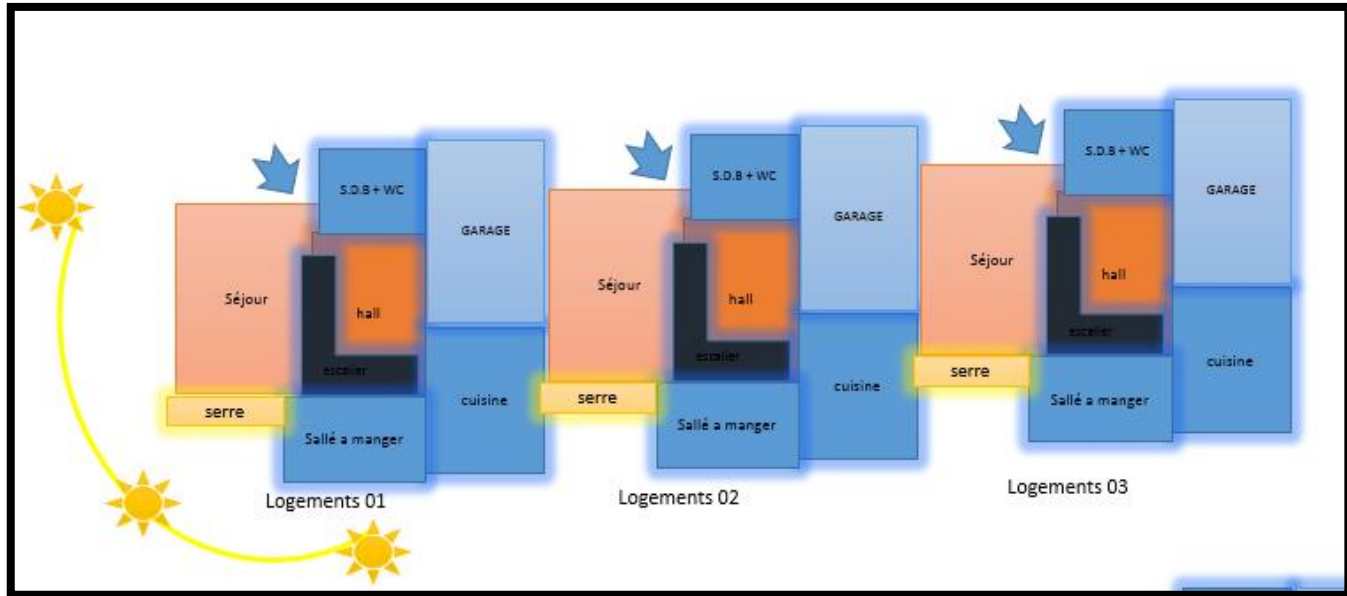 S.D.B + WC
GARAGE
Séjour
hall
escalier
serre
Sallé a manger
cuisine
Logements 01
S.D.B + WC
GARAGE
Séjour
hall
escalier
serre
Sallé a manger
cuisine
Logements 02
S.D.B + WC
GARAGE
Séjour
hall
escalier
serre
Sallé a manger
cuisine
Logements 03